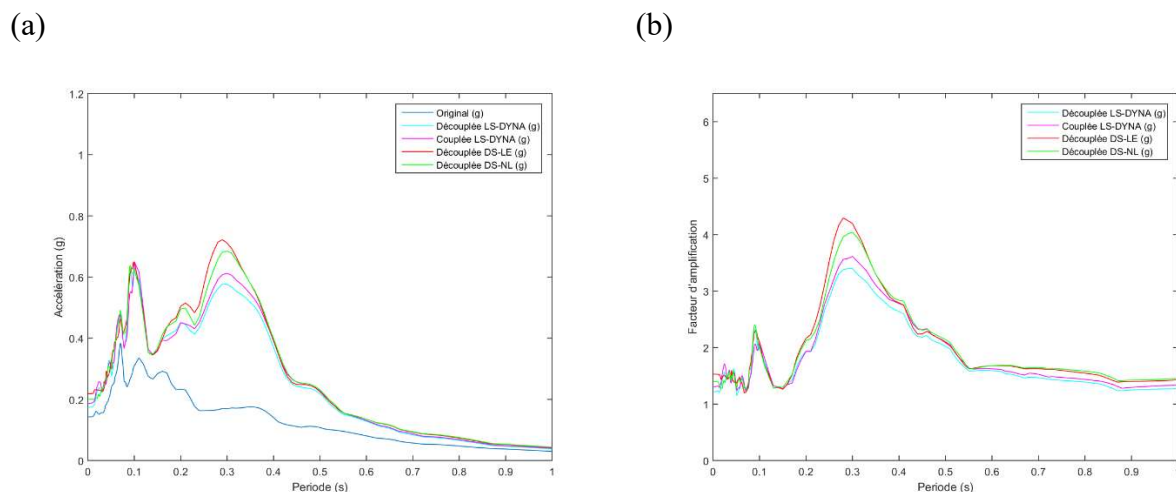 (a)
(b)
1.2
1
0.8
0.6
0.4
0.2
0
Accélération (g)
Original (g)
Découplée LS-DYNA (g)
Couplée LS-DYNA (g)
Découplée DS-LE (g)
Découplée DS-NL (g)
0 0.1 0.2 0.3 0.4 0.5 0.6 0.7 0.8 0.9 1
Periode (s)
6
5
4
3
2
1
0
Facteur d'amplification
Découplée LS-DYNA (g)
Couplée LS-DYNA (g)
Découplée DS-LE (g)
Découplée DS-NL (g)
0 0.1 0.2 0.3 0.4 0.5 0.6 0.7 0.8 0.9
Periode (s)